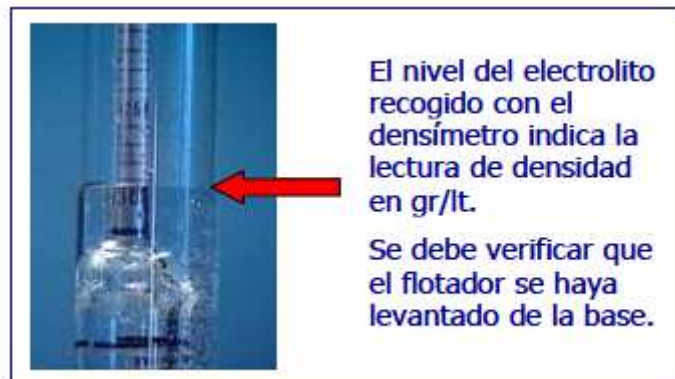 El nivel del electrolito
recogido con el
densímetro indica la
lectura de densidad
en gr/lt.
Se debe verificar que
el flotador se haya
levantado de la base.